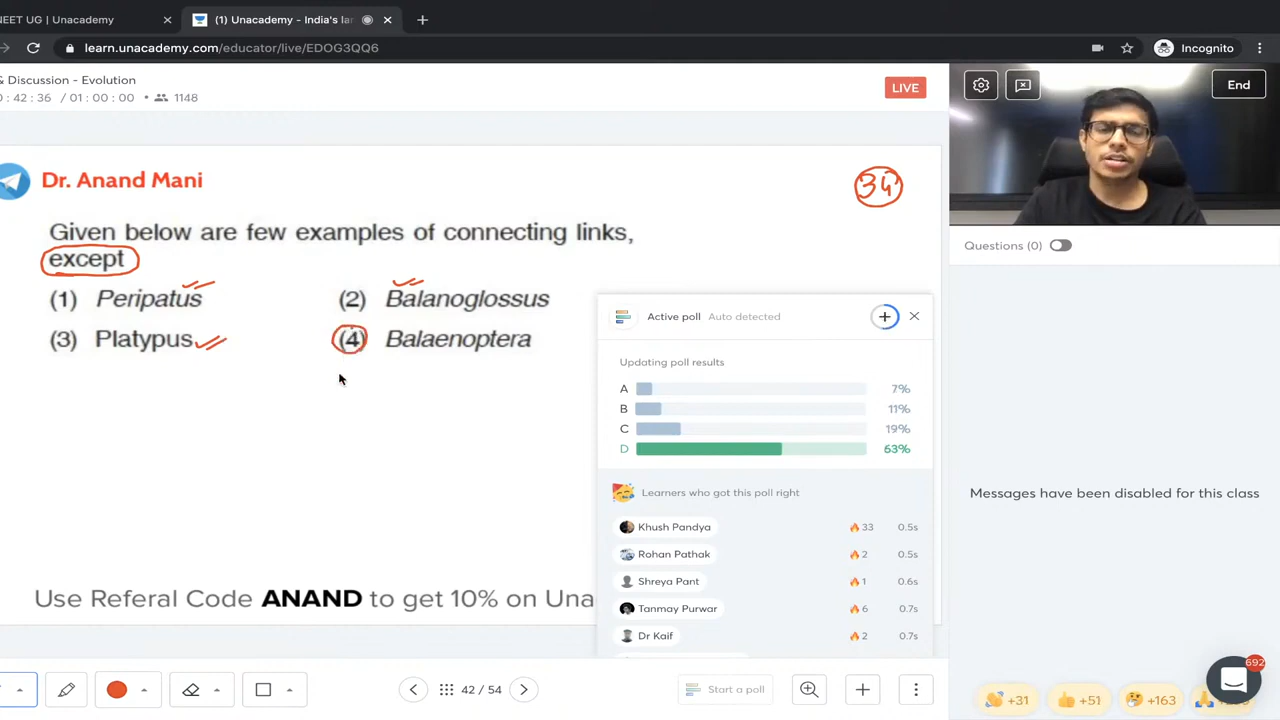 NEET UG | Unacademy
(1) Unacademy - India's lar
learn.unacademy.com/educator/live/EDOG3QQ6
Incognito
& Discussion - Evolution
0 : 42 : 36 / 01 : 00 : 00 • 1148
LIVE
End
Dr. Anand Mani
34
Given below are few examples of connecting links,
except
(1) Peripatus (2) Balanoglossus
(3) Platypus (4) Balaenoptera
Active poll Auto detected
Updating poll results
A 7%
B 11%
C 19%
D 63%
Learners who got this poll right
Khush Pandya 33 0.5s
Rohan Pathak 2 0.5s
Shreya Pant 1 0.6s
Tanmay Purwar 6 0.7s
Dr Kaif 2 0.7s
Use Referal Code ANAND to get 10% on Una
Questions (0)
Messages have been disabled for this class
42 / 54
Start a poll
692
+31 +51 +163